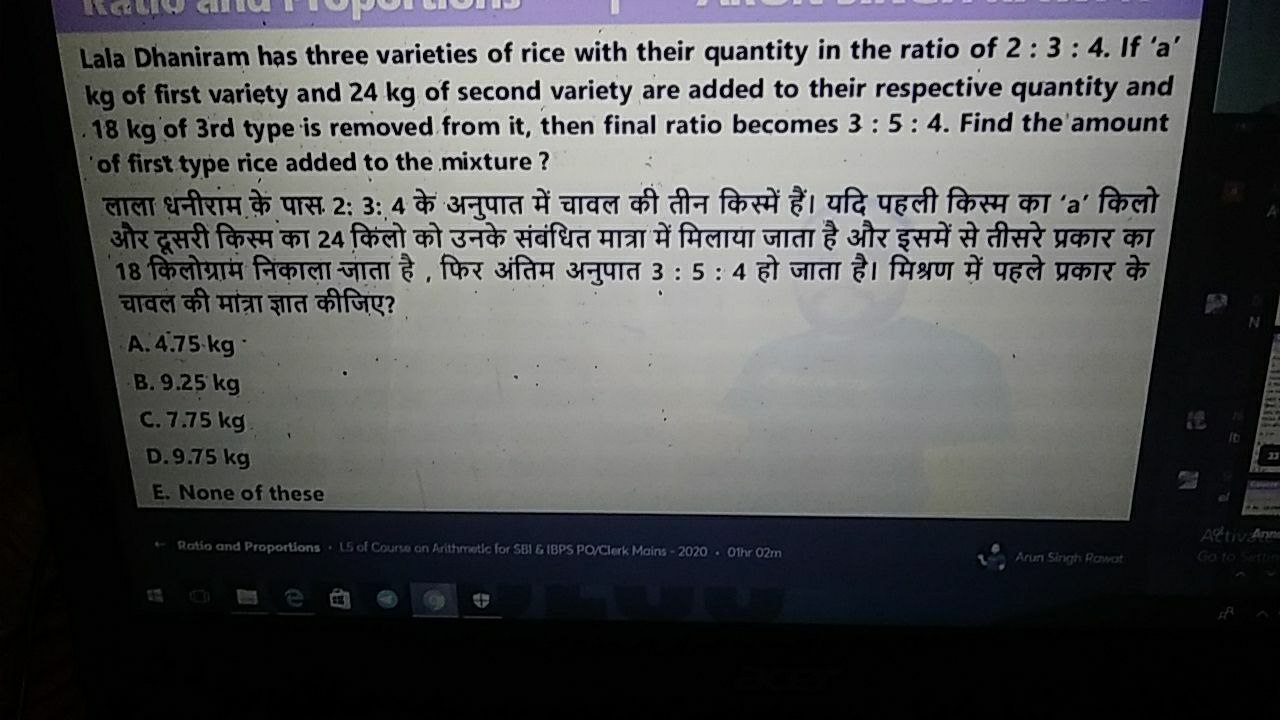 Ratio and Proportions
Lala Dhaniram has three varieties of rice with their quantity in the ratio of 2 : 3 : 4. If ‘a’
kg of first variety and 24 kg of second variety are added to their respective quantity and
18 kg of 3rd type is removed from it, then final ratio becomes 3 : 5 : 4. Find the amount
of first type rice added to the mixture ?
लाला धनीराम के पास 2: 3: 4 के अनुपात में चावल की तीन किस्में हैं। यदि पहली किस्म का ‘a’ किलो
और दूसरी किस्म का 24 किलो को उनके संबंधित मात्रा में मिलाया जाता है और इसमें से तीसरे प्रकार का
18 किलोग्राम निकाला जाता है , फिर अंतिम अनुपात 3 : 5 : 4 हो जाता है। मिश्रण में पहले प्रकार के
चावल की मात्रा ज्ञात कीजिए?
A. 4.75 kg
B. 9.25 kg
C. 7.75 kg
D. 9.75 kg
E. None of these
Ratio and Proportions • L5 of Course on Arithmetic for SBI & IBPS PO/Clerk Mains - 2020 • 01hr 02m
Arun Singh Rawat
Go to